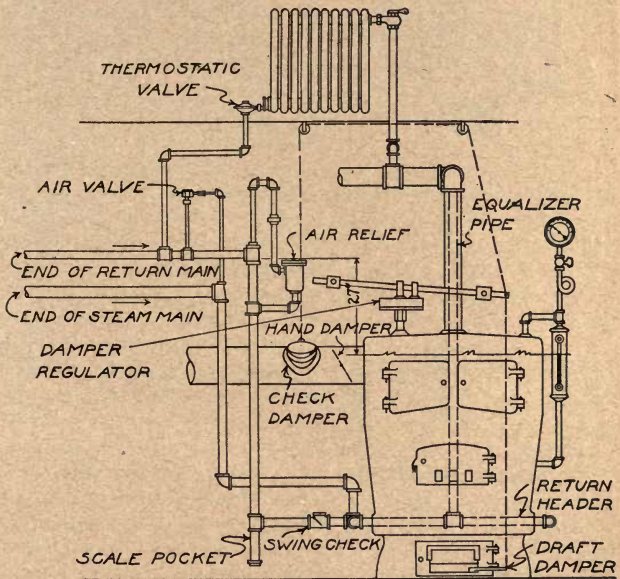 THERMOSTATIC
VALVE
AIR VALVE
EQUALIZER
PIPE
AIR RELIEF
END OF RETURN MAIN
27"
END OF STEAM MAIN
HAND DAMPER
DAMPER
REGULATOR
CHECK
DAMPER
RETURN
HEADER
SWING CHECK
SCALE POCKET
DRAFT
DAMPER